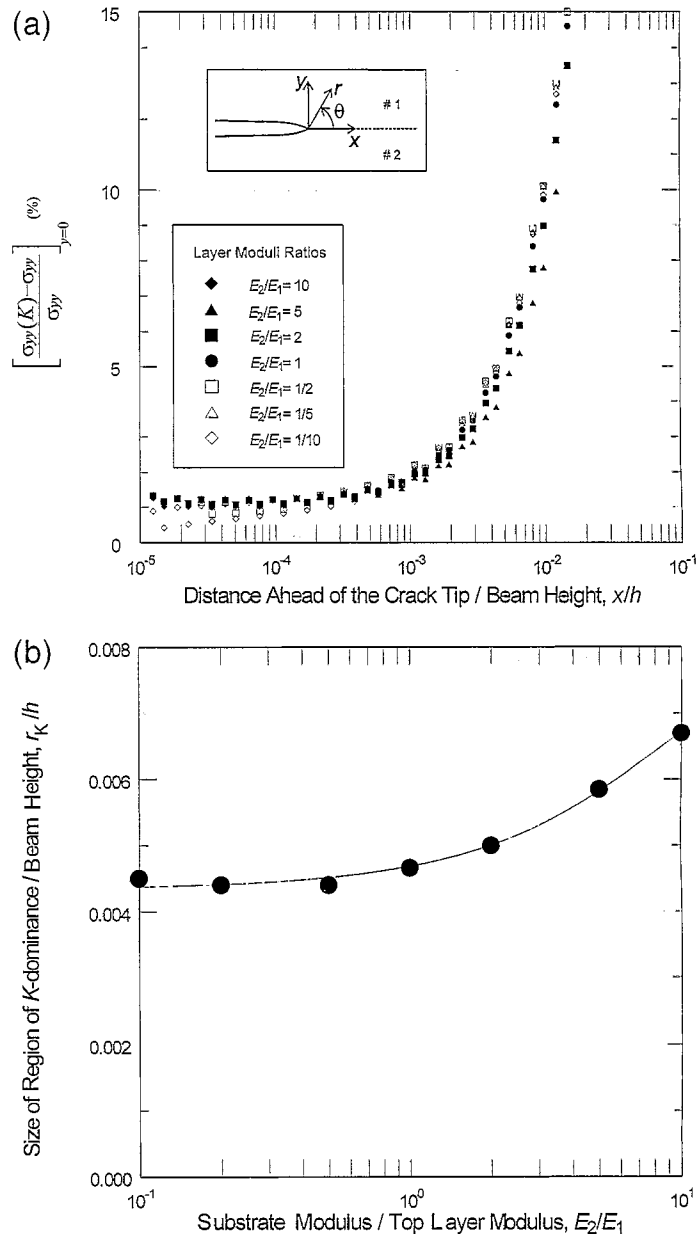 (a)
15
10
5
0
[σyy(K)−σyy / σyy]y=0 (%)
y
r
θ
x
# 1
# 2
Layer Moduli Ratios
E2/E1= 10
E2/E1= 5
E2/E1= 2
E2/E1= 1
E2/E1= 1/2
E2/E1= 1/5
E2/E1= 1/10
10-5 10-4 10-3 10-2 10-1
Distance Ahead of the Crack Tip / Beam Height, x/h
(b)
0.008
0.006
0.004
0.002
0.000
Size of Region of K-dominance / Beam Height, rK/h
10-1 100 101
Substrate Modulus / Top Layer Modulus, E2/E1